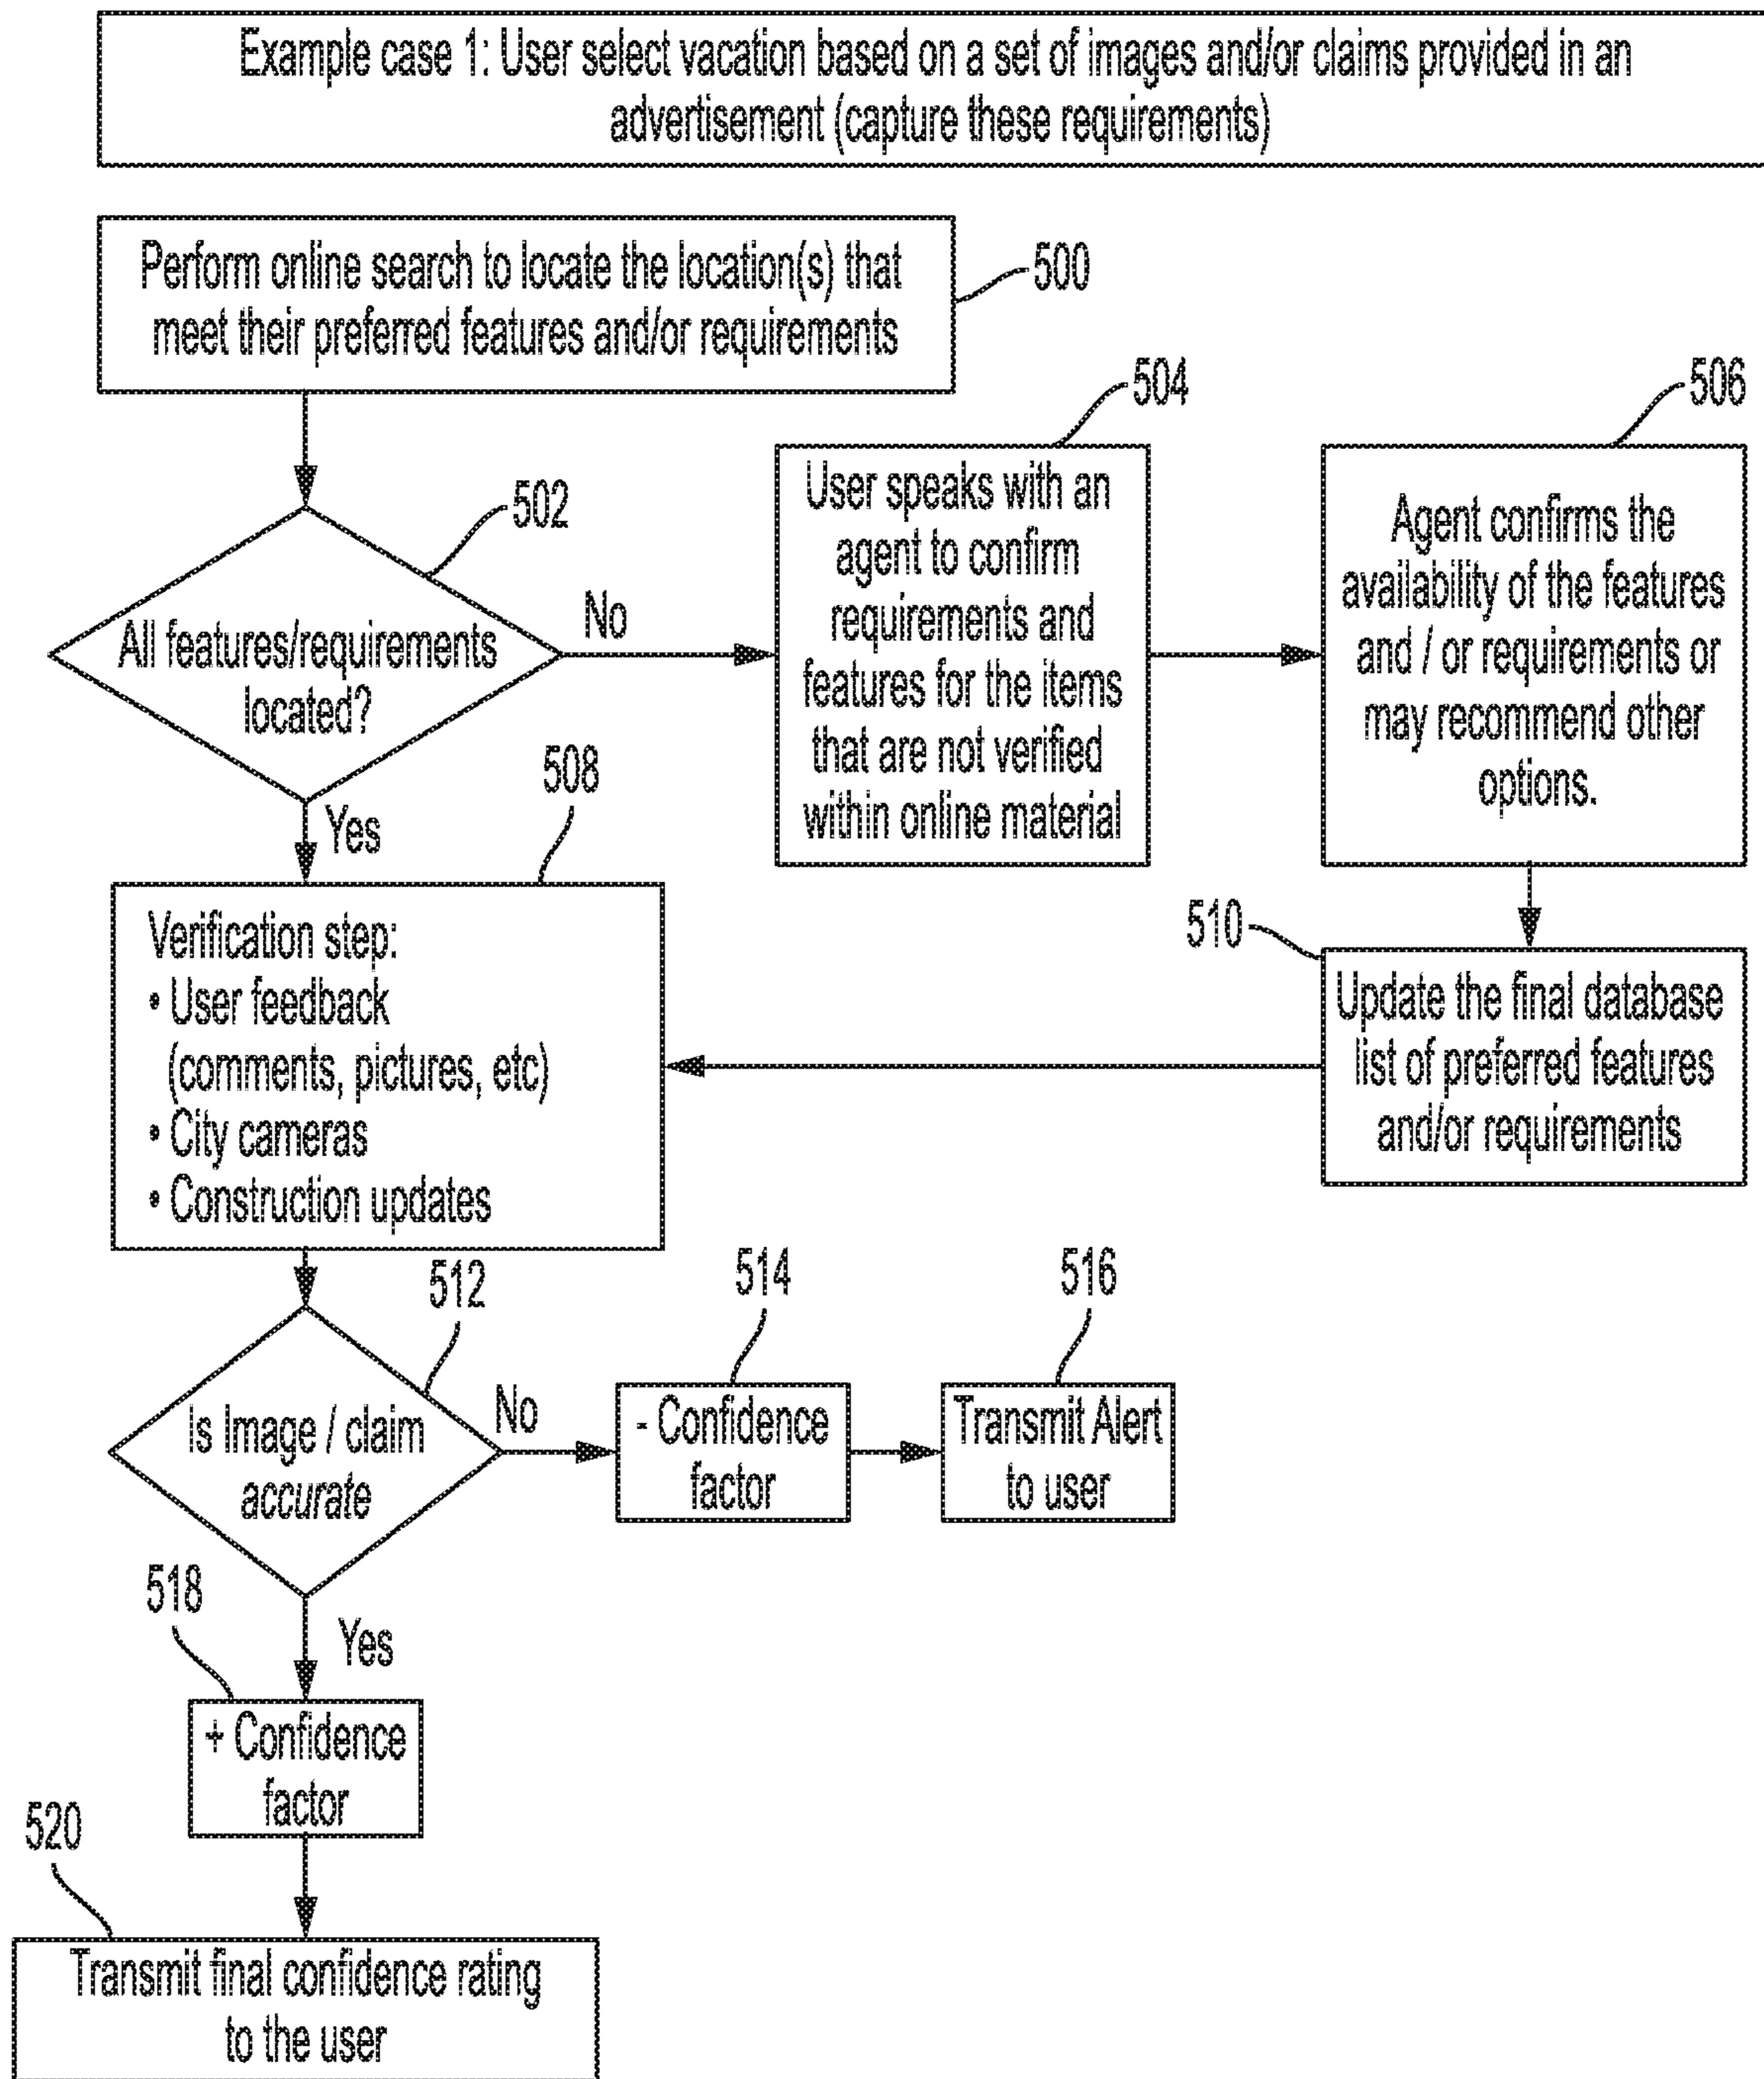 Example case 1: User select vacation based on a set of images and/or claims provided in an
advertisement (capture these requirements)
Perform online search to locate the location(s) that
meet their preferred features and/or requirements
500
502
All features/requirements
located?
No
Yes
504
User speaks with an
agent to confirm
requirements and
features for the items
that are not verified
within online material
506
Agent confirms the
availability of the features
and / or requirements or
may recommend other
options.
508
Verification step:
• User feedback
(comments, pictures, etc)
• City cameras
• Construction updates
510
Update the final database
list of preferred features
and/or requirements
512
Is Image / claim
accurate
No
Yes
514
- Confidence
factor
516
Transmit Alert
to user
518
+ Confidence
factor
520
Transmit final confidence rating
to the user